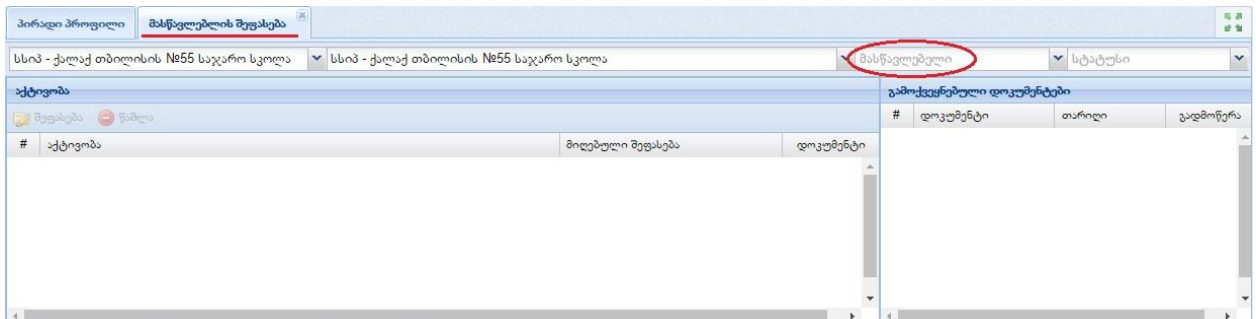 პირადი პროფილი მასწავლებლის შეფასება
სსიპ - ქალაქ თბილისის №55 საჯარო სკოლა სსიპ - ქალაქ თბილისის №55 საჯარო სკოლა მასწავლებელი სტატუსი
აქტივობა გამოქვეყნებული დოკუმენტები
შეფასება წაშლა # დოკუმენტი თარიღი გადმოწერა
# აქტივობა მიღებული შეფასება დოკუმენტი